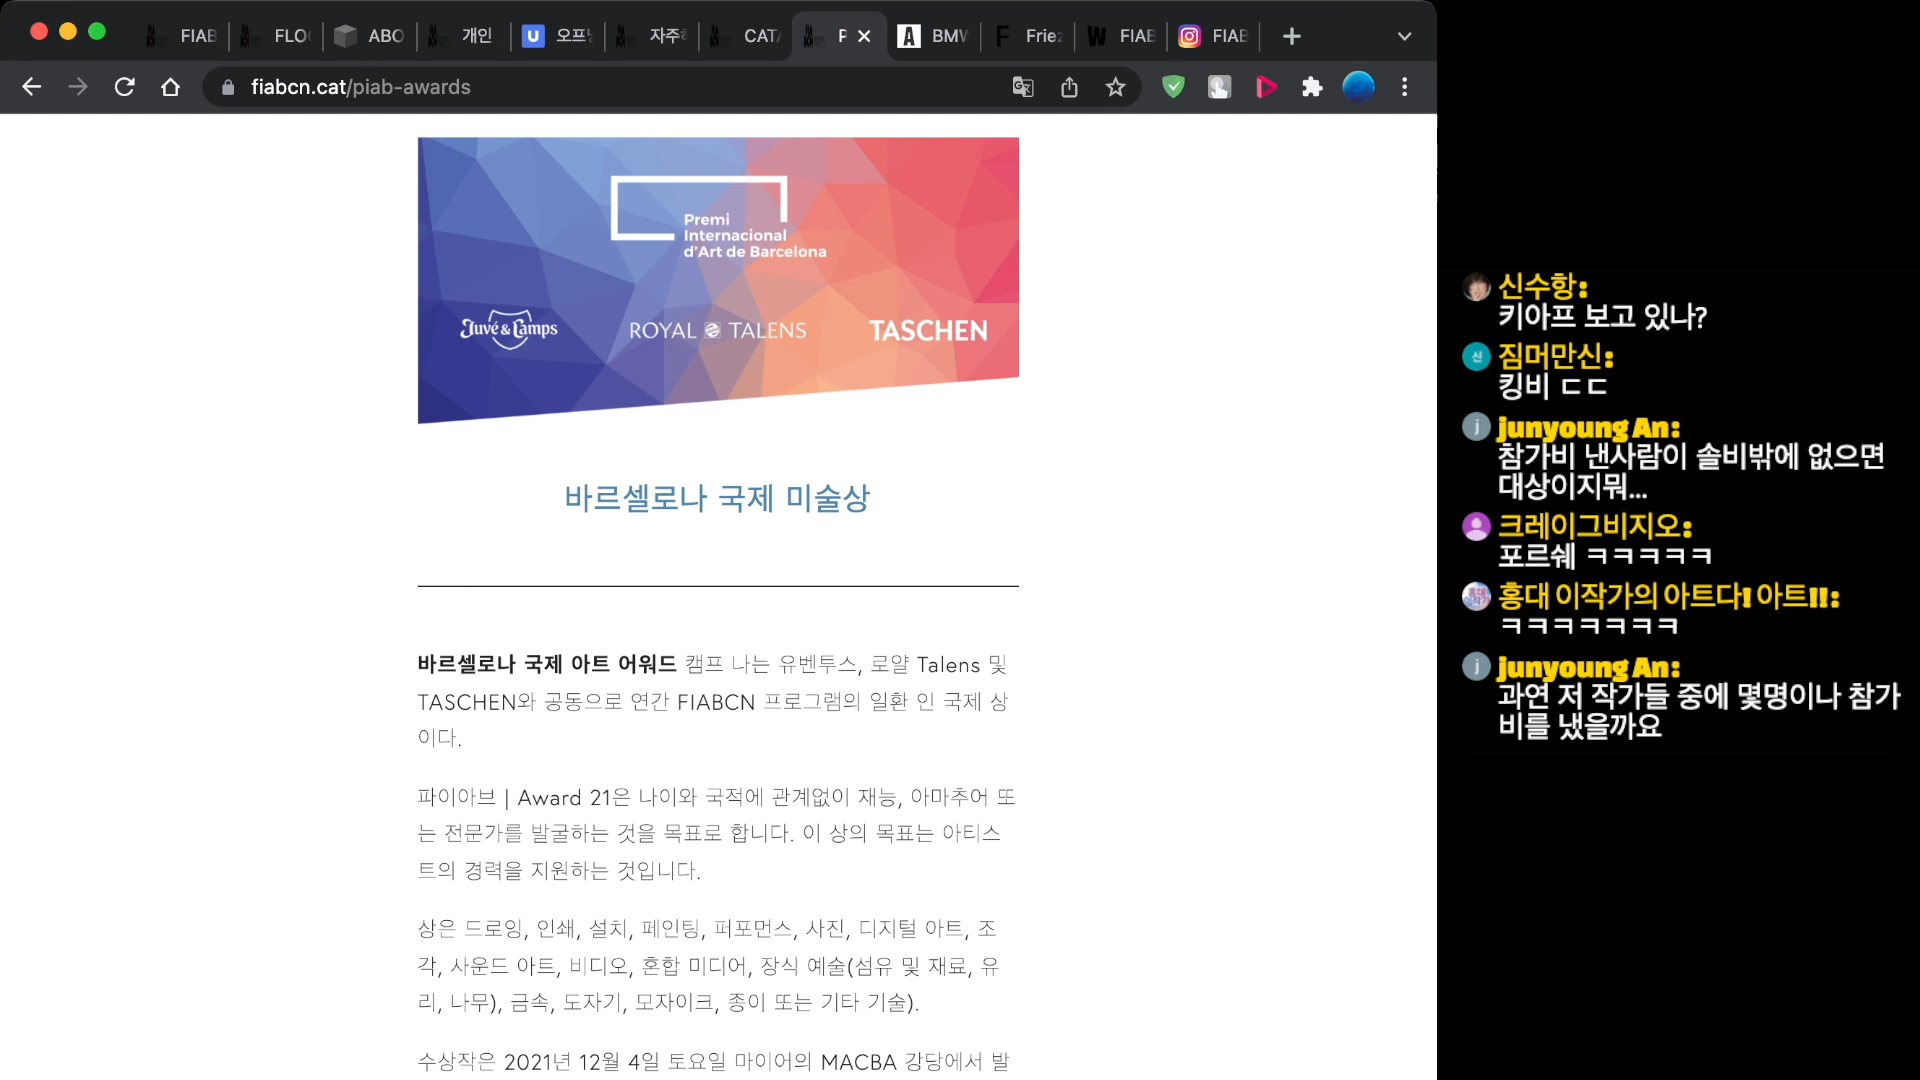 FIAB
FLO
ABO
개인
U
오프닝
자주하
CAT
P
A
BMW
F
Friez
W
FIAB
FIAB
fiabcn.cat/piab-awards
Premi
Internacional
d'Art de Barcelona
Juvé & Camps
ROYAL TALENS
TASCHEN
바르셀로나 국제 미술상
바르셀로나 국제 아트 어워드 캠프 나는 유벤투스, 로얄 Talens 및
TASCHEN와 공동으로 연간 FIABCN 프로그램의 일환 인 국제 상
이다.
파이아브 | Award 21은 나이와 국적에 관계없이 재능, 아마추어 또
는 전문가를 발굴하는 것을 목표로 합니다. 이 상의 목표는 아티스
트의 경력을 지원하는 것입니다.
상은 드로잉, 인쇄, 설치, 페인팅, 퍼포먼스, 사진, 디지털 아트, 조
각, 사운드 아트, 비디오, 혼합 미디어, 장식 예술(섬유 및 재료, 유
리, 나무), 금속, 도자기, 모자이크, 종이 또는 기타 기술).
수상작은 2021년 12월 4일 토요일 마이어의 MACBA 강당에서 발
신수항:
키아프 보고 있나?
신
짐머만신:
킹비 ㄷㄷ
j
junyoung An:
참가비 낸사람이 솔비밖에 없으면
대상이지뭐...
크레이그비지오:
포르쉐 ㅋㅋㅋㅋㅋ
홍대 이작가의 아트다! 아트!!:
ㅋㅋㅋㅋㅋㅋㅋ
j
junyoung An:
과연 저 작가들 중에 몇명이나 참가
비를 냈을까요